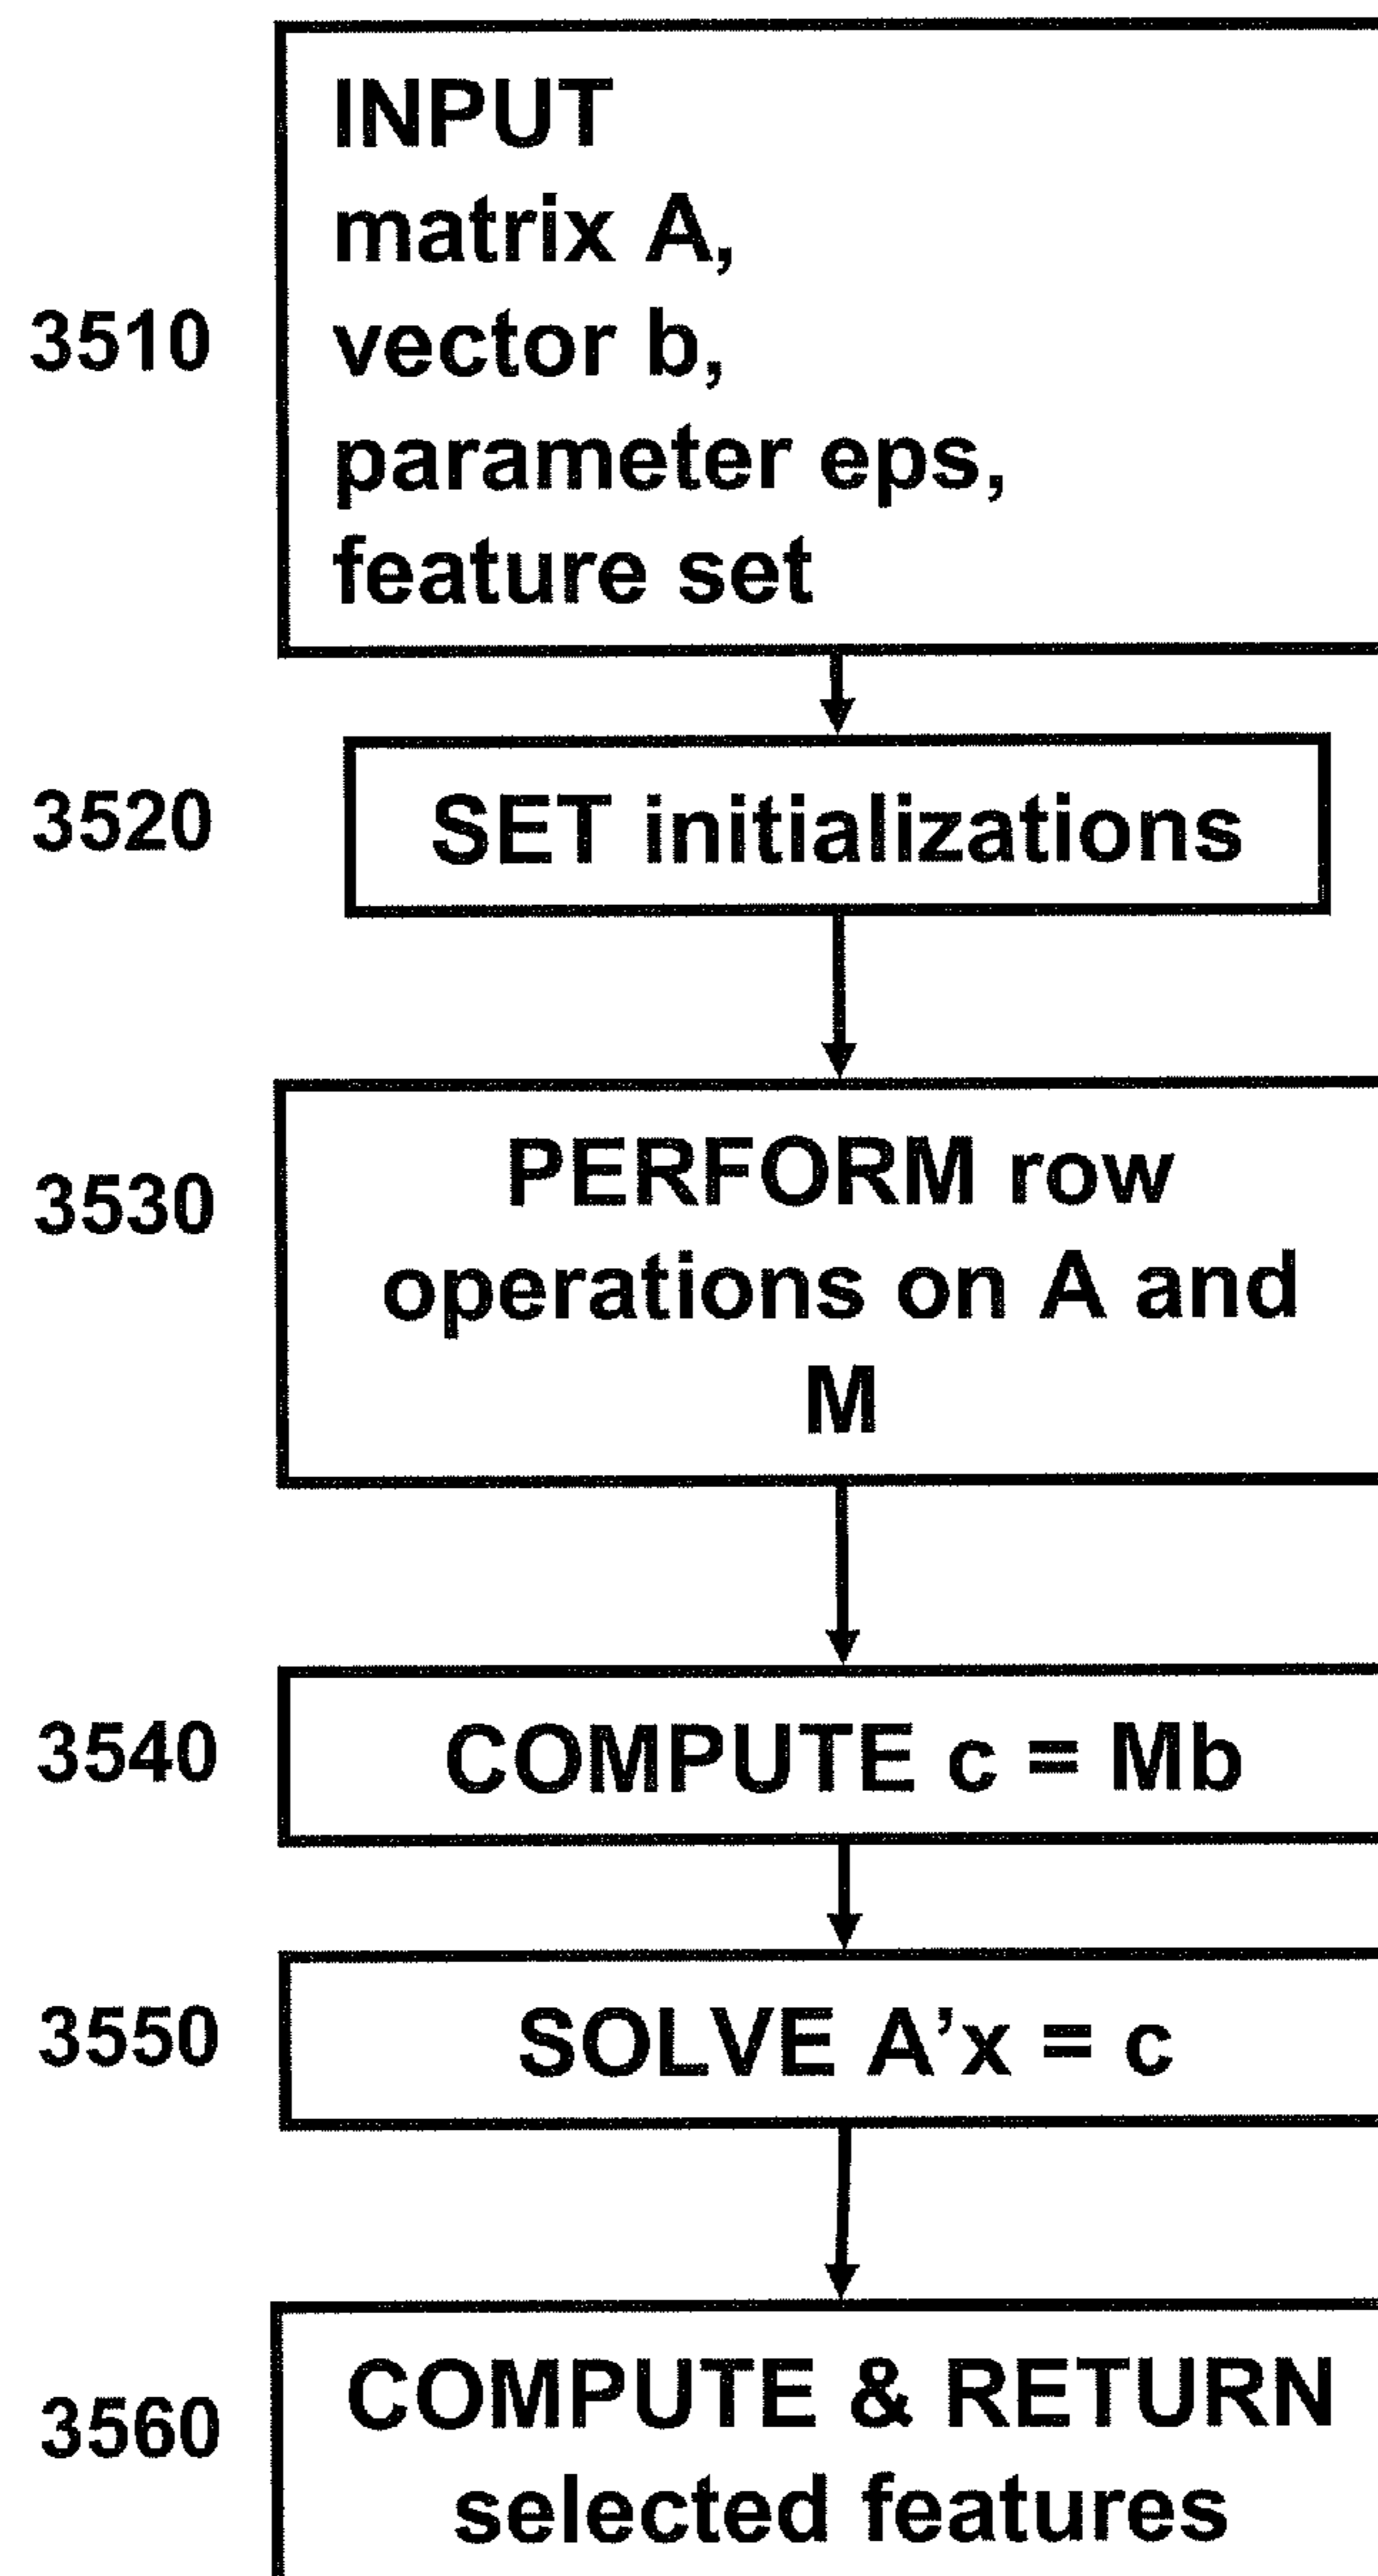 INPUT
matrix A,
vector b,
parameter eps,
feature set
3510
3520
SET initializations
3530
PERFORM row
operations on A and
M
3540
COMPUTE c = Mb
3550
SOLVE A’x = c
3560
COMPUTE & RETURN
selected features